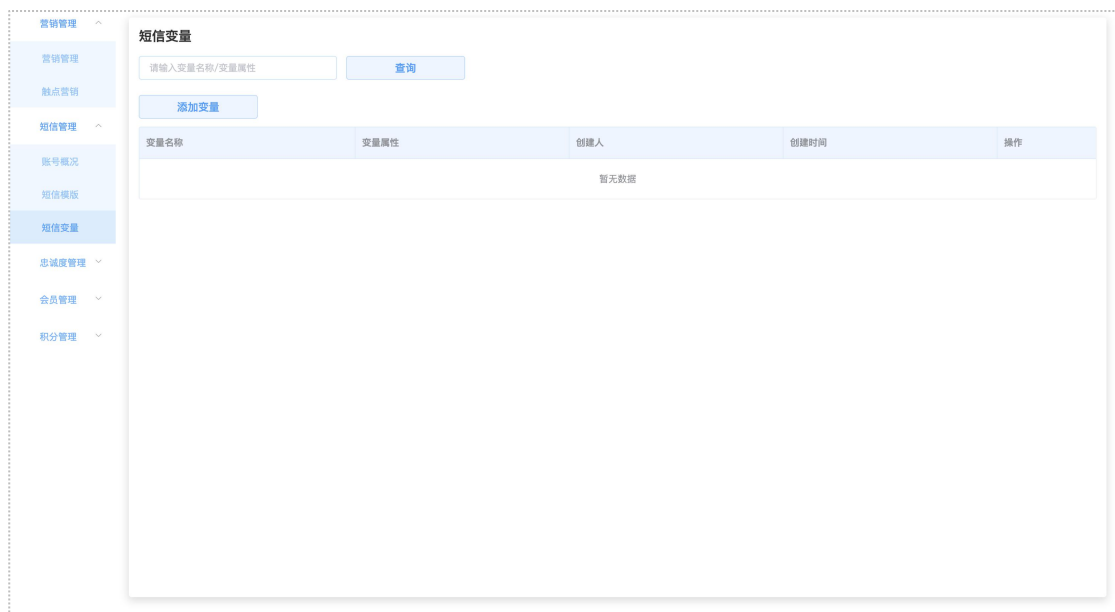 营销管理
营销管理
触点营销
短信管理
账号概况
短信模版
短信变量
忠诚度管理
会员管理
积分管理
短信变量
请输入变量名称/变量属性 查询
添加变量
变量名称 变量属性 创建人 创建时间 操作
暂无数据